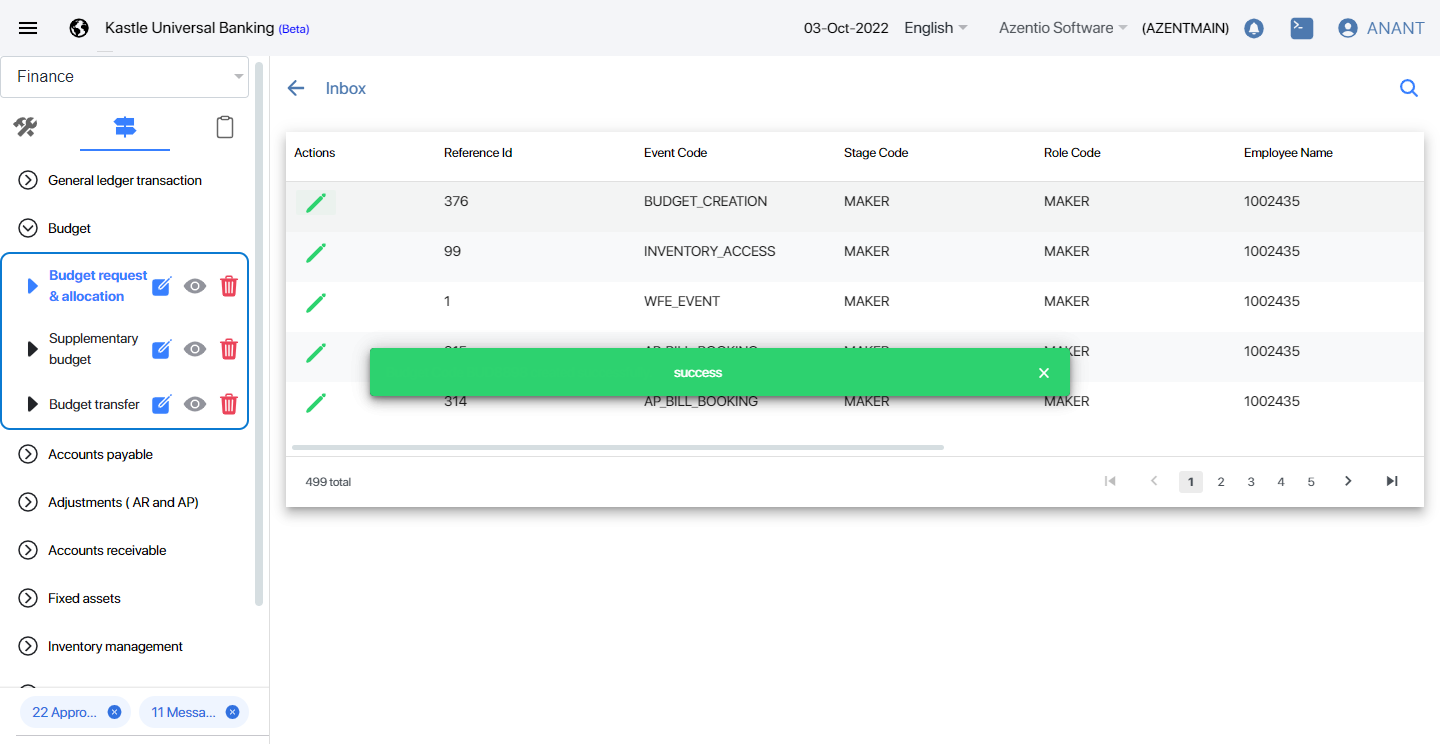 Kastle Universal Banking (Beta)
03-Oct-2022 English Azentio Software (AZENTMAIN) ANANT
Finance
General ledger transaction
Budget
Budget request
& allocation
Supplementary
budget
Budget transfer
Accounts payable
Adjustments ( AR and AP)
Accounts receivable
Fixed assets
Inventory management
22 Appro... 11 Messa...
Inbox
Actions Reference Id Event Code Stage Code Role Code Employee Name
376 BUDGET_CREATION MAKER MAKER 1002435
99 INVENTORY_ACCESS MAKER MAKER 1002435
1 WFE_EVENT MAKER MAKER 1002435
315 AP_BILL_BOOKING MAKER MAKER 1002435
success
314 AP_BILL_BOOKING MAKER MAKER 1002435
499 total
1 2 3 4 5